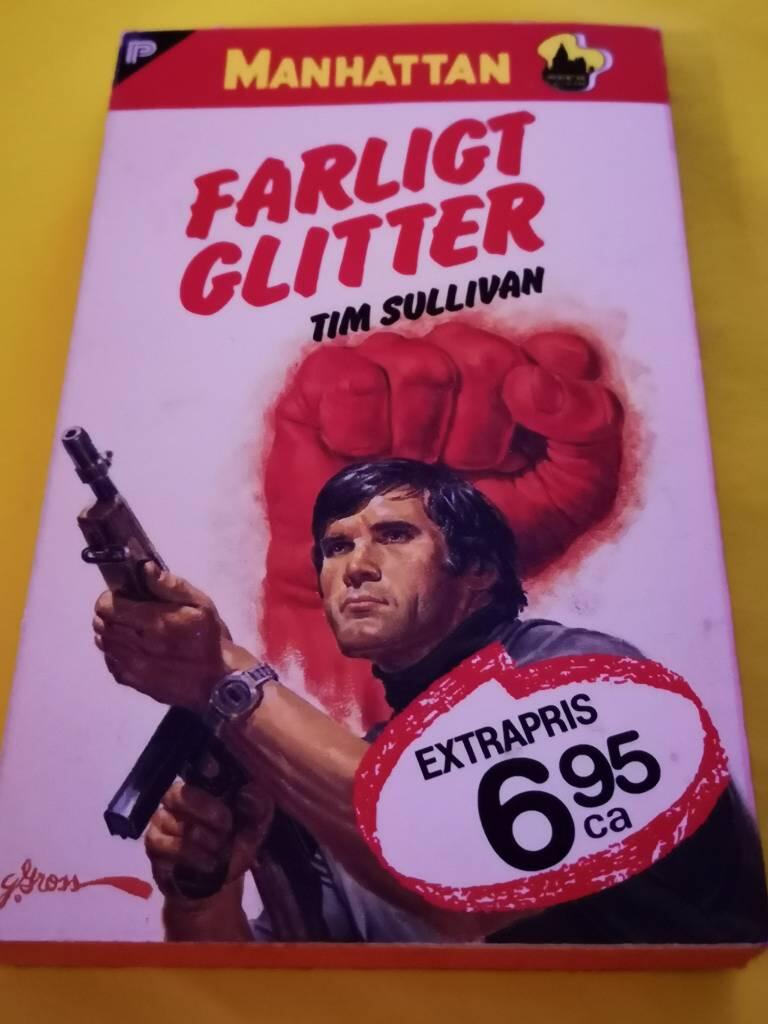 P
MANHATTAN
FARLIGT
GLITTER
TIM SULLIVAN
EXTRAPRIS
6 95
ca
G. Gross